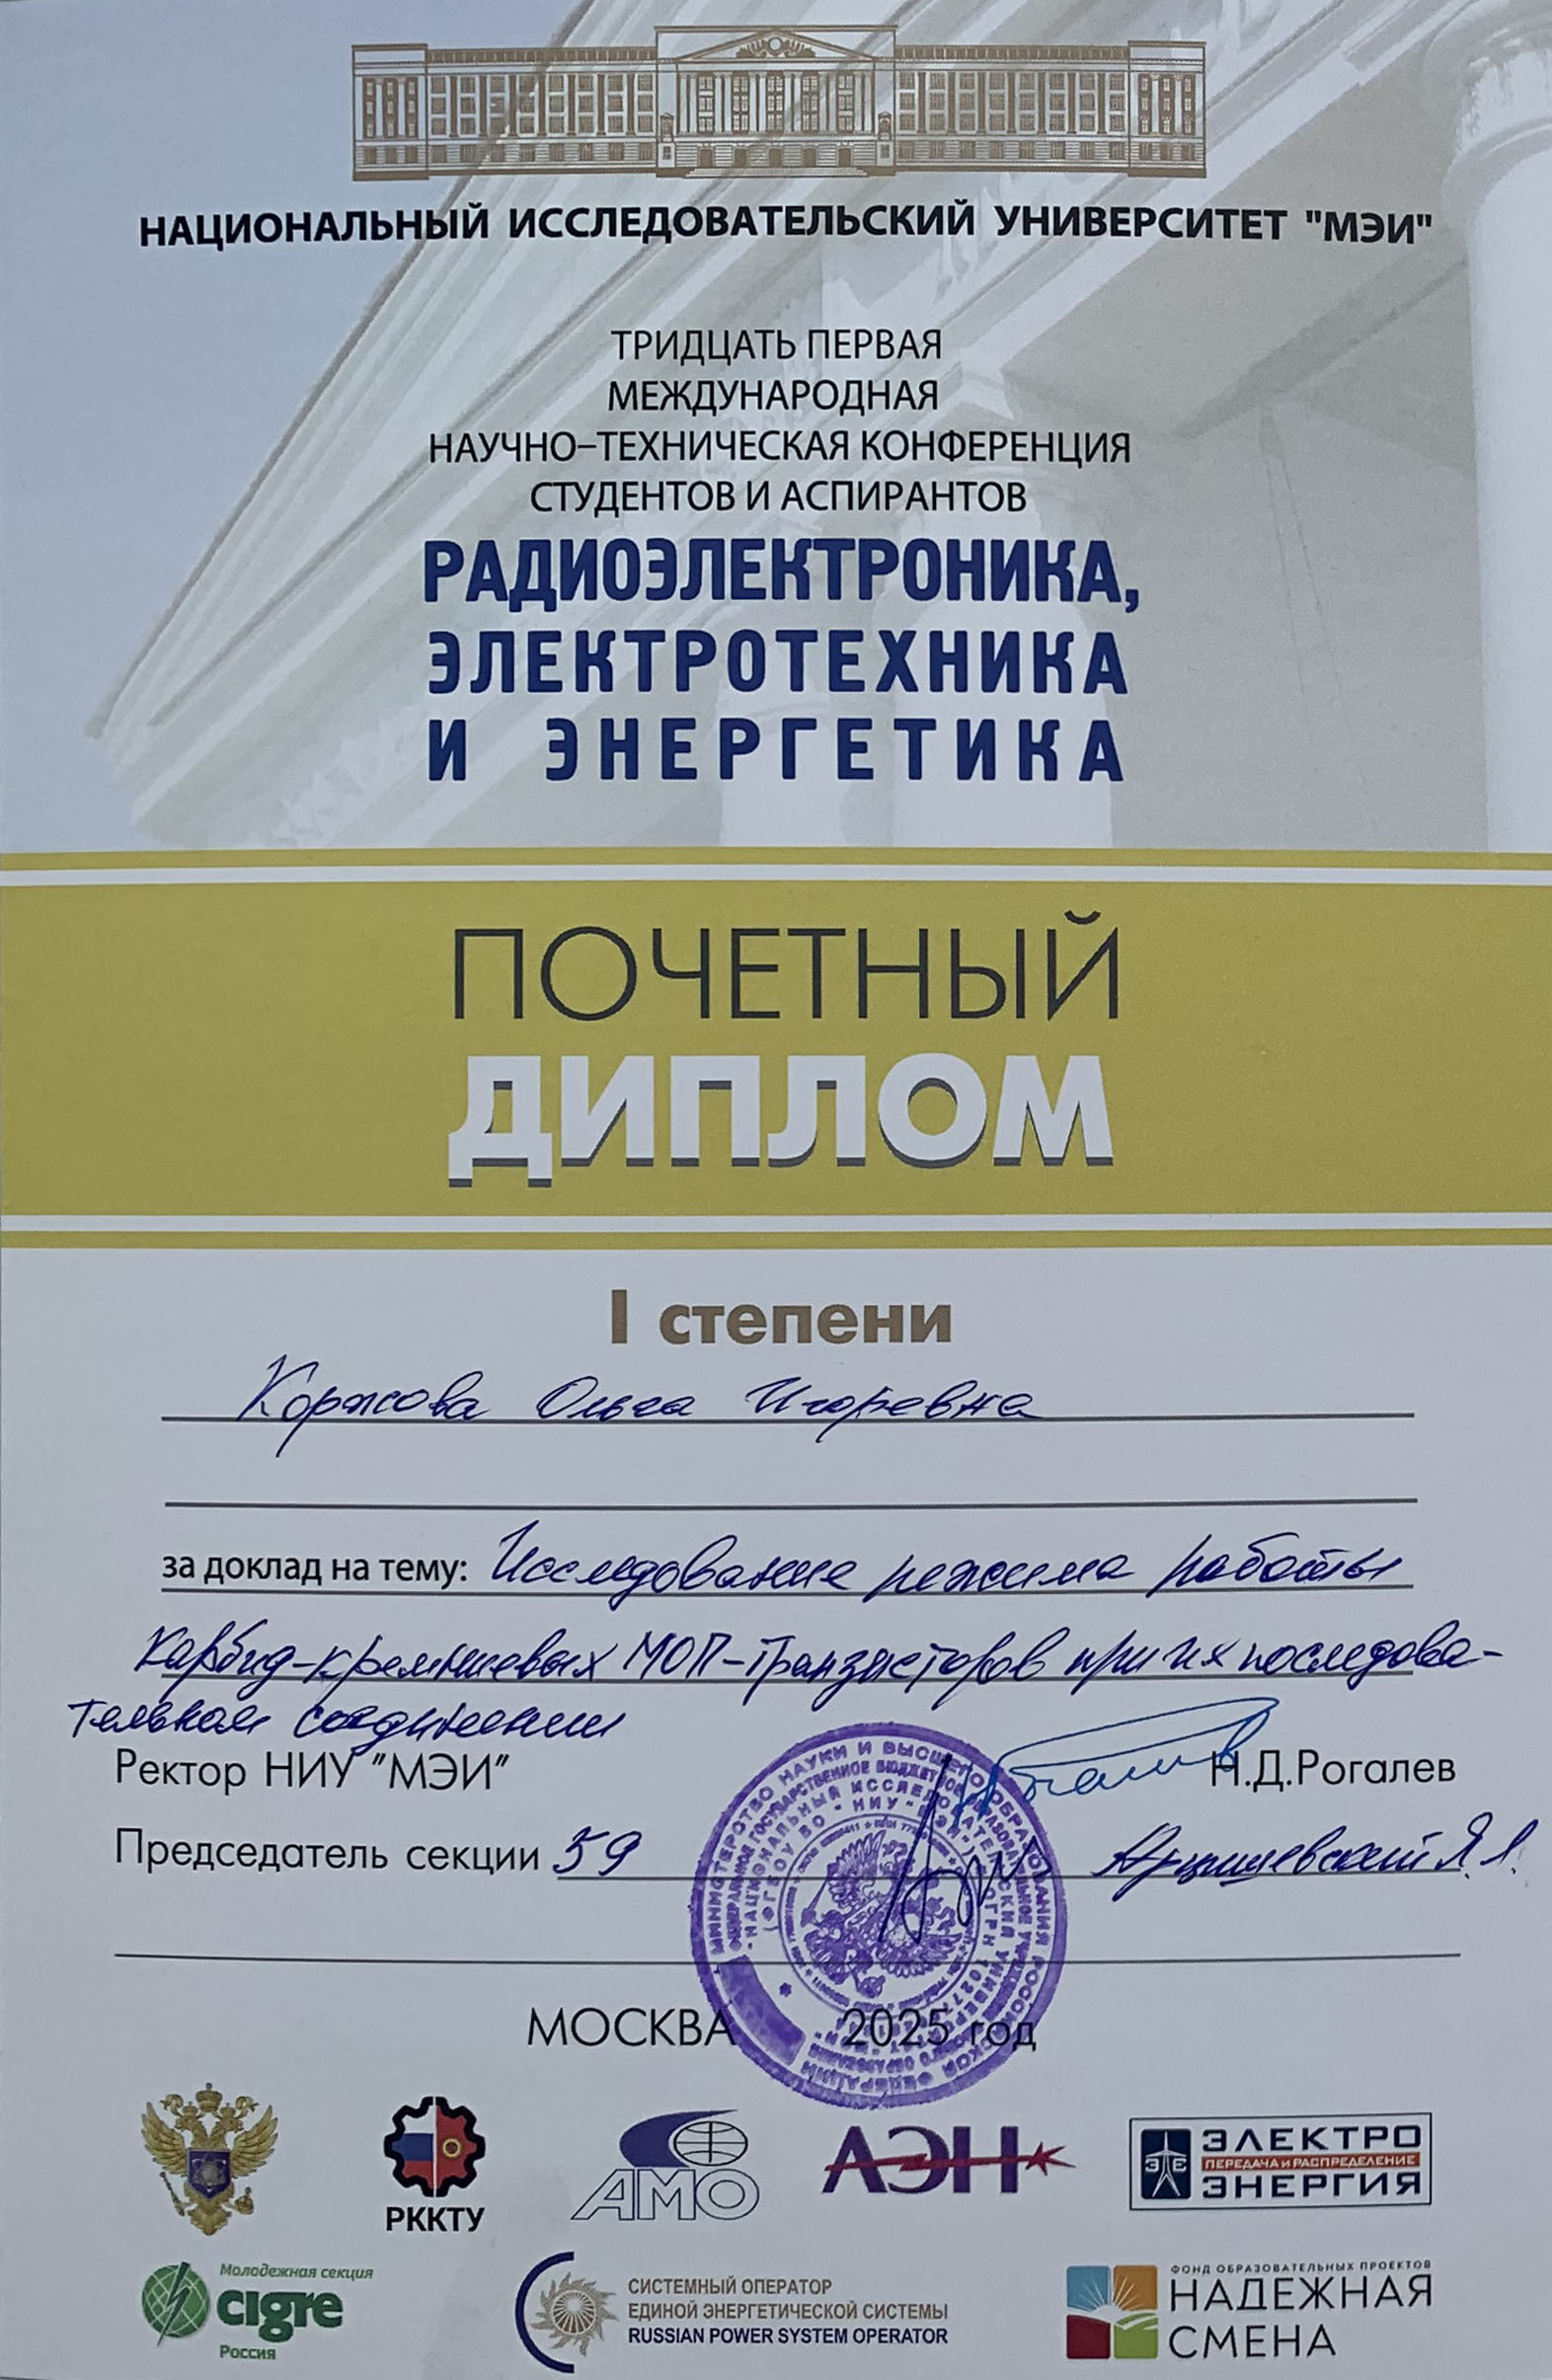 НАЦИОНАЛЬНЫЙ ИССЛЕДОВАТЕЛЬСКИЙ УНИВЕРСИТЕТ "МЭИ"
ТРИДЦАТЬ ПЕРВАЯ
МЕЖДУНАРОДНАЯ
НАУЧНО–ТЕХНИЧЕСКАЯ КОНФЕРЕНЦИЯ
СТУДЕНТОВ И АСПИРАНТОВ
РАДИОЭЛЕКТРОНИКА,
ЭЛЕКТРОТЕХНИКА
И ЭНЕРГЕТИКА
ПОЧЕТНЫЙ
ДИПЛОМ
I степени
Коржова Ольга Игоревна
за доклад на тему: Исследование режима работы
карбид-кремниевых МОП-транзисторов при их последова-
тельном соединении
Ректор НИУ "МЭИ" Н.Д.Рогалев
Председатель секции 59 Арцишевский Я.Л.
МОСКВА 2025 год
РККТУ
АМО
АЭН
ЭЭ
ЭЛЕКТРО
ПЕРЕДАЧА И РАСПРЕДЕЛЕНИЕ
ЭНЕРГИЯ
Молодежная секция
cigre
Россия
СИСТЕМНЫЙ ОПЕРАТОР
ЕДИНОЙ ЭНЕРГЕТИЧЕСКОЙ СИСТЕМЫ
RUSSIAN POWER SYSTEM OPERATOR
ФОНД ОБРАЗОВАТЕЛЬНЫХ ПРОЕКТОВ
НАДЕЖНАЯ
СМЕНА